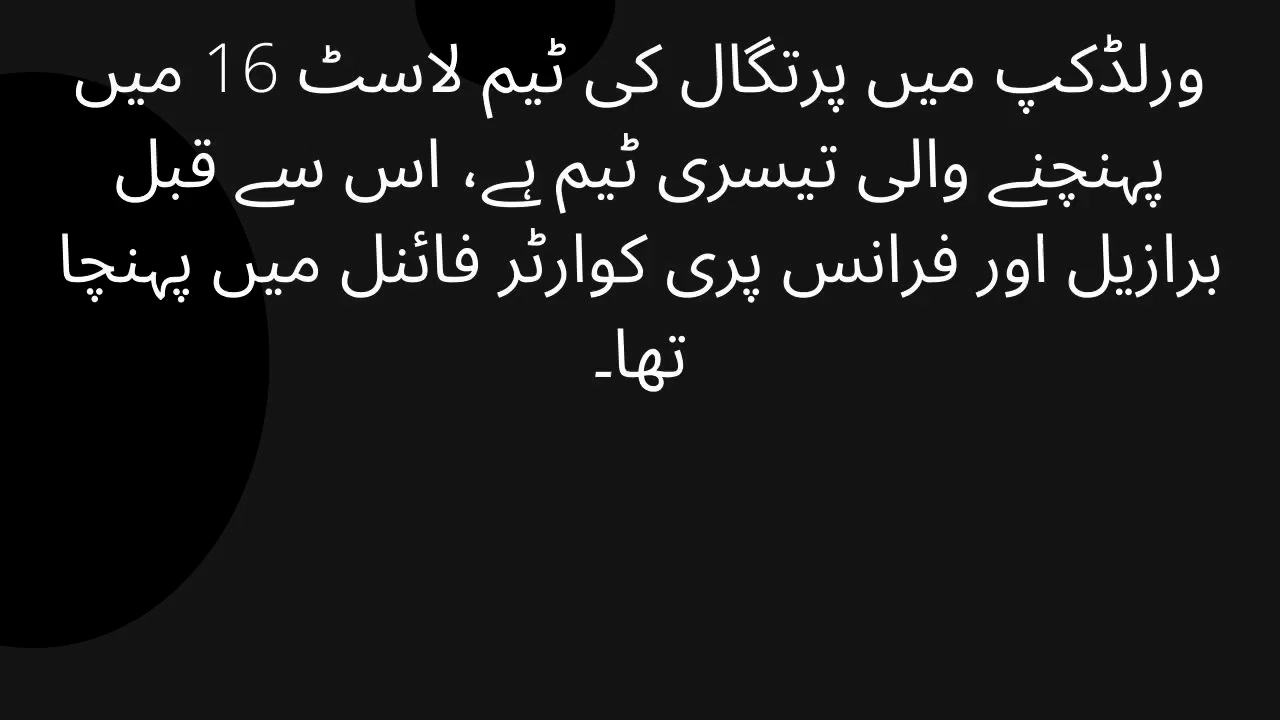 ورلڈکپ میں پرتگال کی ٹیم لاسٹ 16 میں
پہنچنے والی تیسری ٹیم ہے، اس سے قبل
برازیل اور فرانس پری کوارٹر فائنل میں پہنچا
تھا۔